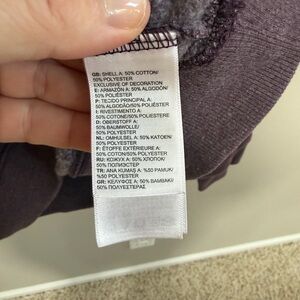 GB: SHELL A: 50% COTTON/
50% POLYESTER
EXCLUSIVE OF DECORATION
E: ARMAZÓN A: 50% ALGODÓN/
50% POLIÉSTER
P: TECIDO PRINCIPAL A:
50% ALGODÃO/50% POLIÉSTER
I: RIVESTIMENTO A:
50% COTONE/50% POLIESTERE
D: OBERSTOFF A:
50% BAUMWOLLE/
50% POLYESTER
NL: OMHULSEL A: 50% KATOEN/
50% POLYESTER
F: ÉTOFFE EXTÉRIEURE A:
50% COTON/50% POLYESTER
RU: КОЖУХ A: 50% ХЛОПОК/
50% ПОЛИЭСТЕР
TR: ANA KUMAŞ A: %50 PAMUK/
%50 POLYESTER
GR: ΚΕΛΥΦΟΣ A: 50% ΒΑΜΒΑΚΙ/
50% ΠΟΛΥΕΣΤΕΡΑΣ